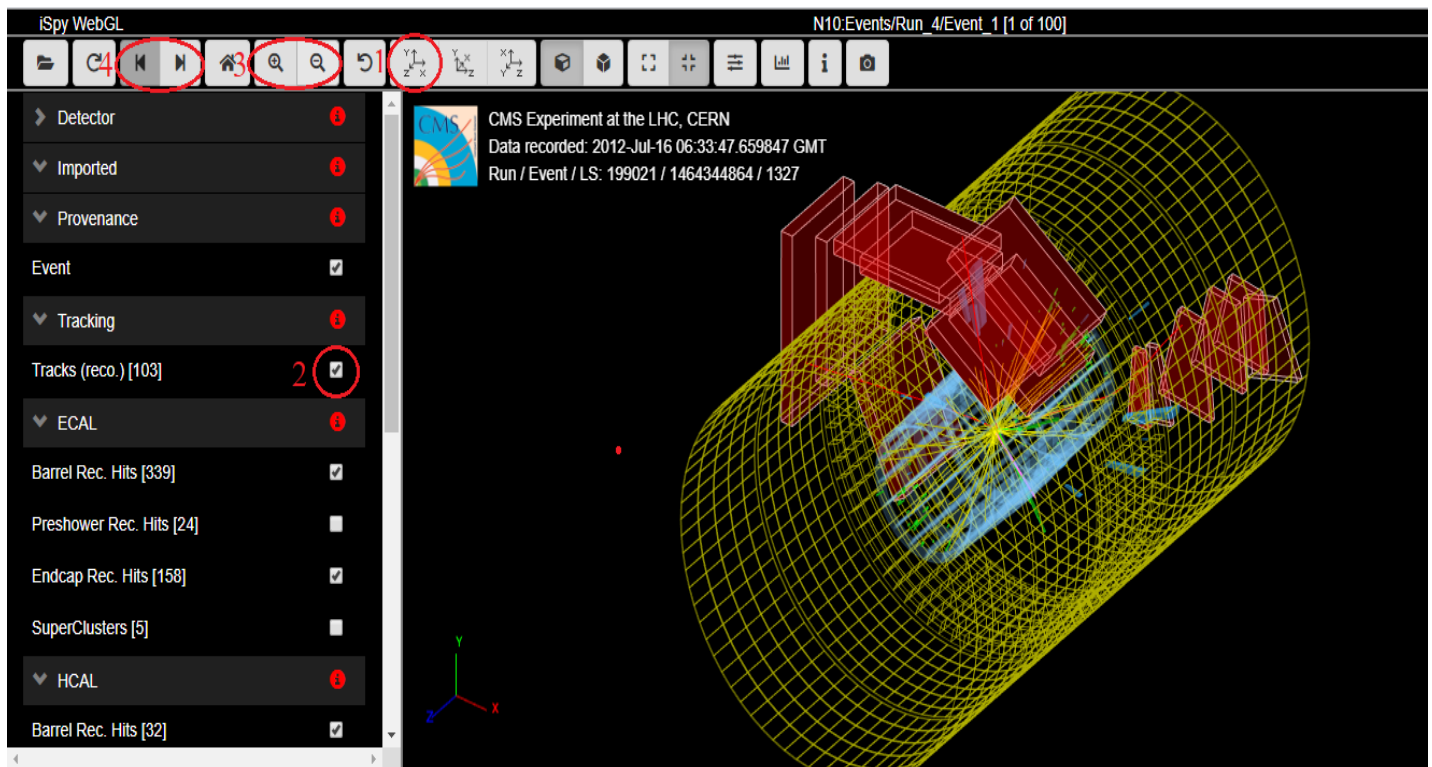 iSpy WebGL
N10:Events/Run_4/Event_1 [1 of 100]
4
3
1
Y
Z X
Y X
Z
X
Y Z
i
Detector
i
Imported
i
Provenance
i
Event
Tracking
i
Tracks (reco.) [103]
2
ECAL
i
Barrel Rec. Hits [339]
Preshower Rec. Hits [24]
Endcap Rec. Hits [158]
SuperClusters [5]
HCAL
i
Barrel Rec. Hits [32]
CMS
CMS Experiment at the LHC, CERN
Data recorded: 2012-Jul-16 06:33:47.659847 GMT
Run / Event / LS: 199021 / 1464344864 / 1327
Y
X
Z